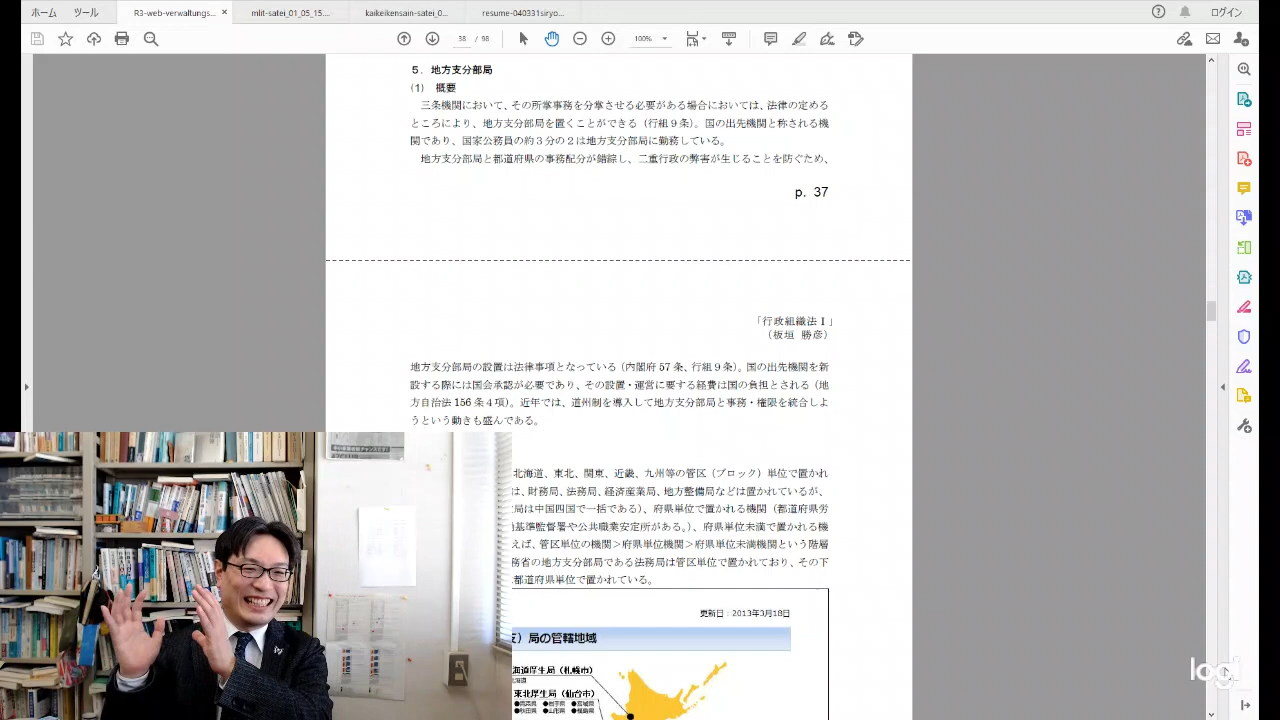 ホーム ツール R3-web-verwaltungs... × mlit-satei_01_05_15... kaikeikensain-satei_0... resume-040331siryo... ログイン
38 / 98 100%
5．地方支分部局
(1) 概要
三条機関において、その所掌事務を分掌させる必要がある場合においては、法律の定める
ところにより、地方支分部局を置くことができる（行組９条）。国の出先機関と称される機
関であり、国家公務員の約３分の２は地方支分部局に勤務している。
地方支分部局と都道府県の事務配分が錯綜し、二重行政の弊害が生じることを防ぐため、
p. 37
「行政組織法Ⅰ」
（板垣 勝彦）
地方支分部局の設置は法律事項となっている（内閣府 57 条、行組９条）。国の出先機関を新
設する際には国会承認が必要であり、その設置・運営に要する経費は国の負担とされる（地
方自治法 156 条４項）。近年では、道州制を導入して地方支分部局と事務・権限を統合しよ
うという動きも盛んである。
北海道、東北、関東、近畿、九州等の管区（ブロック）単位で置かれ
は、財務局、法務局、経済産業局、地方整備局などは置かれているが、
局は中国四国で一括である）、府県単位で置かれる機関（都道府県労
基準監督署や公共職業安定所がある。）、府県単位未満で置かれる機
えば、管区単位の機関＞府県単位機関＞府県単位未満機関という階層
務省の地方支分部局である法務局は管区単位で置かれており、その下
都道府県単位で置かれている。
更新日：2013年3月18日
支）局の管轄地域
海道厚生局（札幌市）
北海道
東北厚生局（仙台市）
●青森県 ●岩手県 ●宮城県
●秋田県 ●山形県 ●福島県
logi